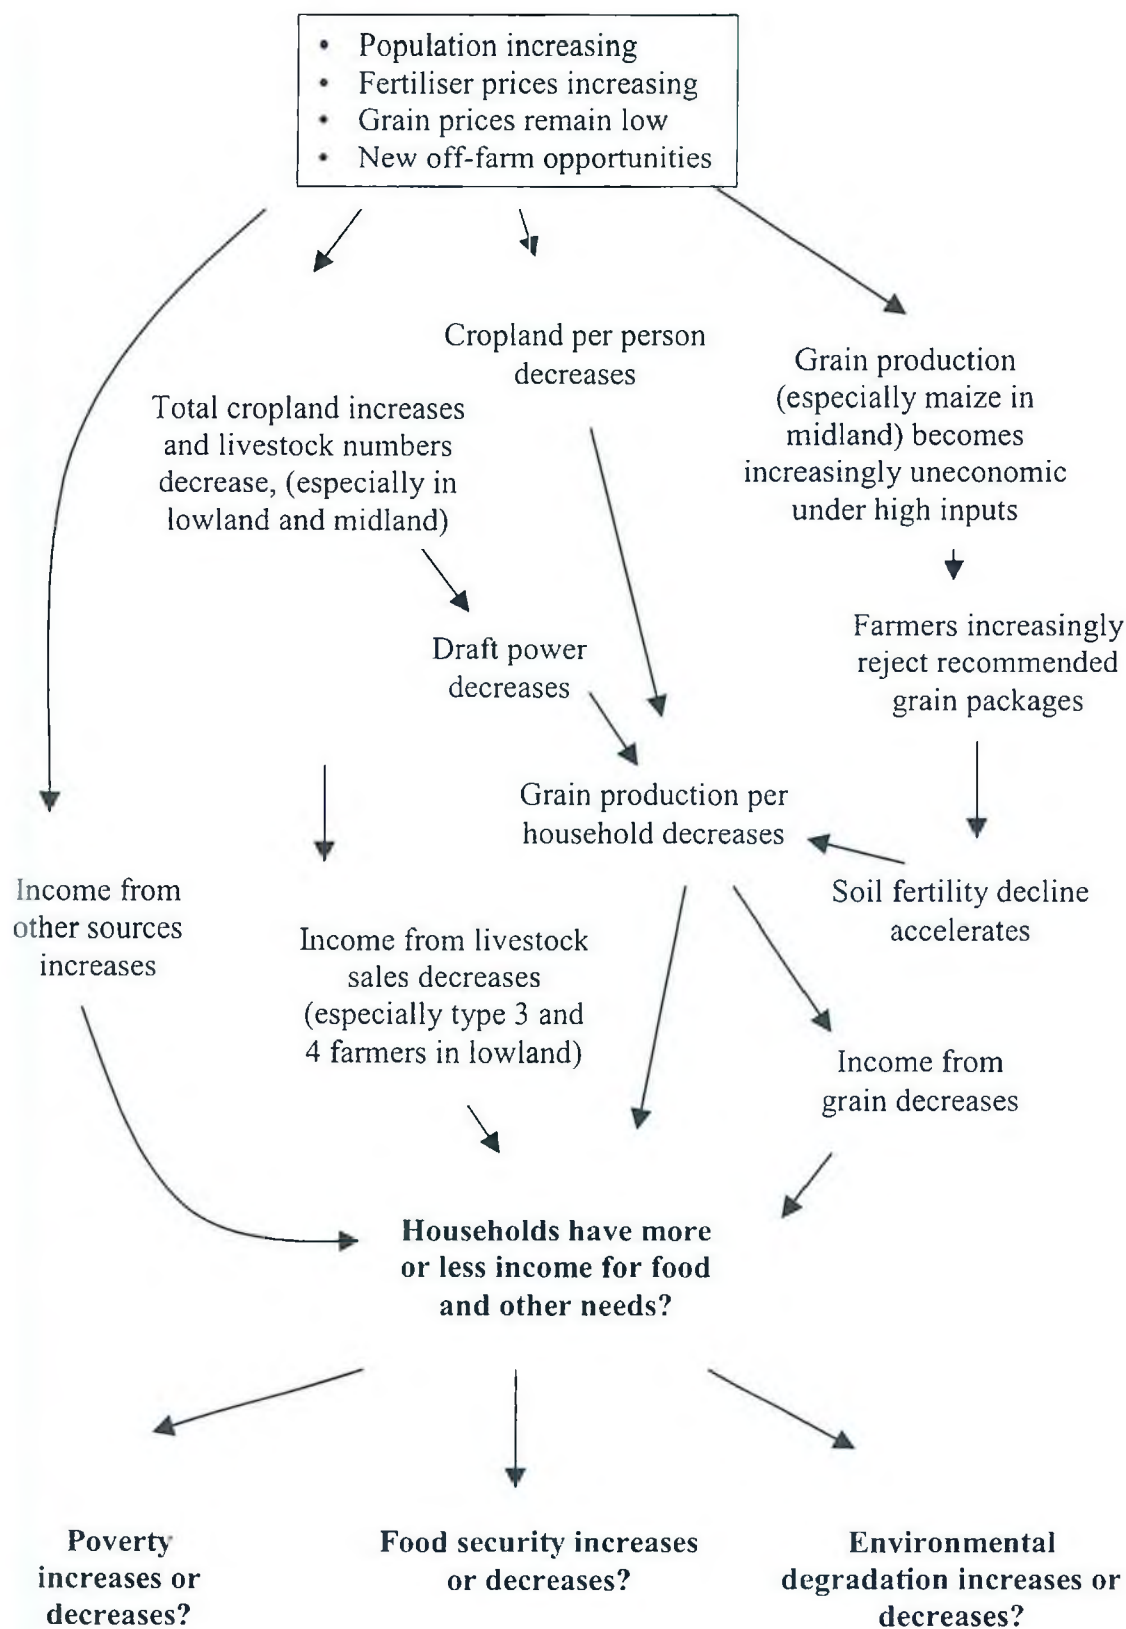 • Population increasing
• Fertiliser prices increasing
• Grain prices remain low
• New off-farm opportunities
Cropland per person
decreases
Grain production
(especially maize in
midland) becomes
increasingly uneconomic
under high inputs
Total cropland increases
and livestock numbers
decrease, (especially in
lowland and midland)
Farmers increasingly
reject recommended
grain packages
Draft power
decreases
Grain production per
household decreases
Income from
other sources
increases
Soil fertility decline
accelerates
Income from livestock
sales decreases
(especially type 3 and
4 farmers in lowland)
Income from
grain decreases
Households have more
or less income for food
and other needs?
Poverty
increases or
decreases?
Food security increases
or decreases?
Environmental
degradation increases or
decreases?